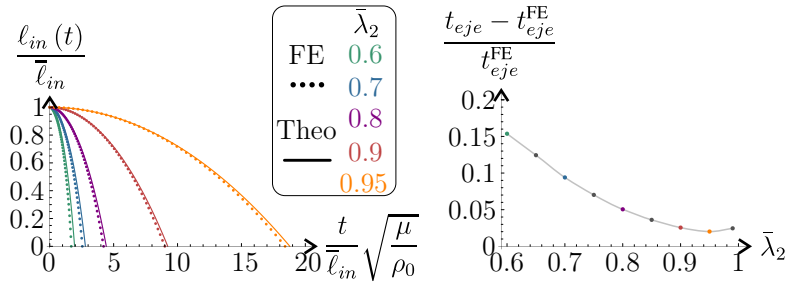 ℓ_in (t) / ℓ̄_in
1
0.8
0.6
0.4
0.2
0
0 5 10 15 20
t / ℓ̄_in √(μ/ρ_0)
λ̄_2
FE 0.6
0.7
0.8
Theo
0.9
0.95
(t_eje − t_eje^FE) / t_eje^FE
0.2
0.15
0.1
0.05
0
0.6 0.7 0.8 0.9 1
λ̄_2